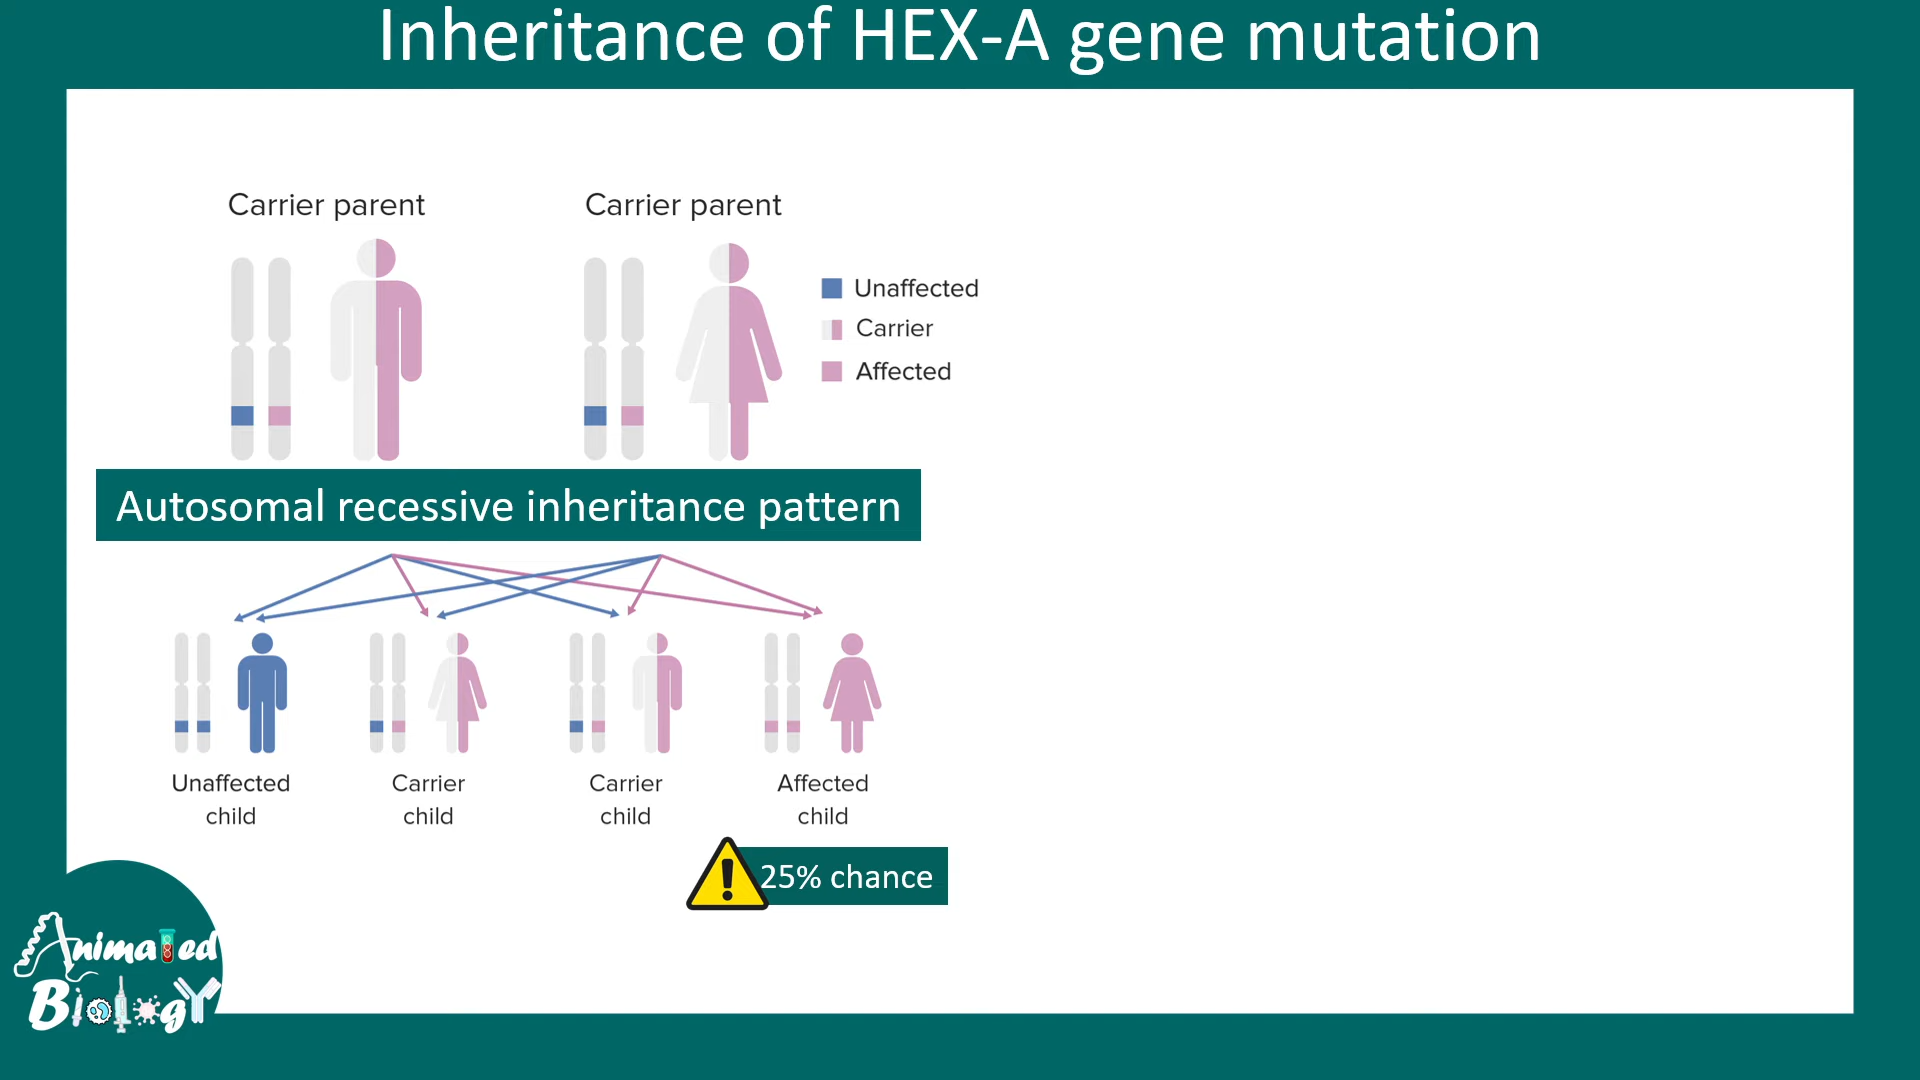 Inheritance of HEX-A gene mutation
Carrier parent
Carrier parent
Unaffected
Carrier
Affected
Autosomal recessive inheritance pattern
Unaffected
child
Carrier
child
Carrier
child
Affected
child
25% chance
Animated
Biology